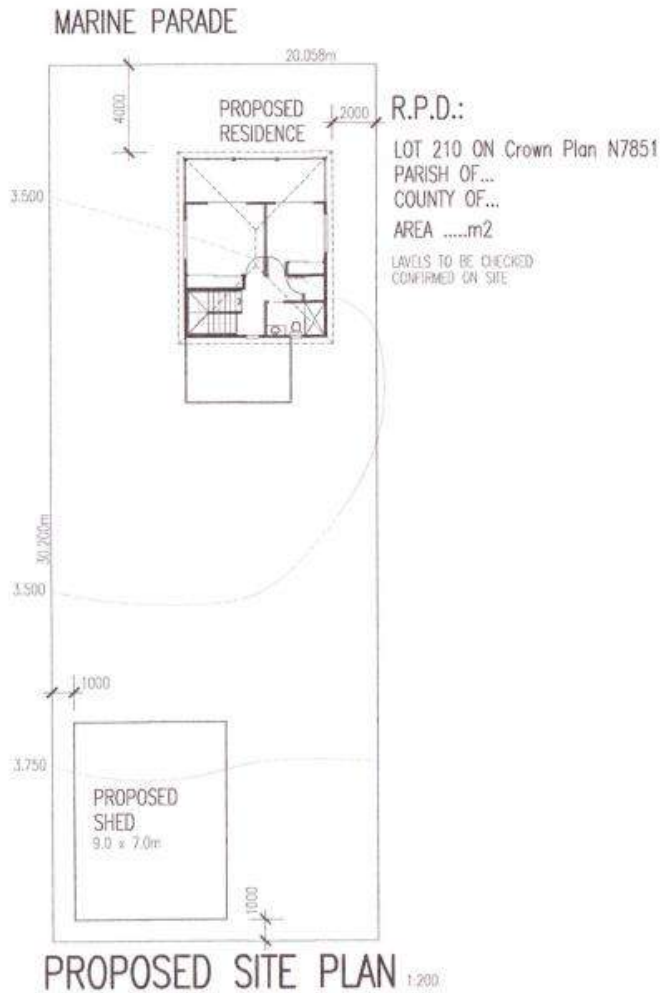 MARINE PARADE
20.058m
4000
PROPOSED
RESIDENCE
2000
R.P.D.:
LOT 210 ON Crown Plan N7851
PARISH OF...
COUNTY OF...
AREA .....m2
LAVELS TO BE CHECKED
CONFIRMED ON SITE
3.500
30.200m
3.500
1000
3.750
PROPOSED
SHED
9.0 x 7.0m
1000
PROPOSED SITE PLAN 1:200